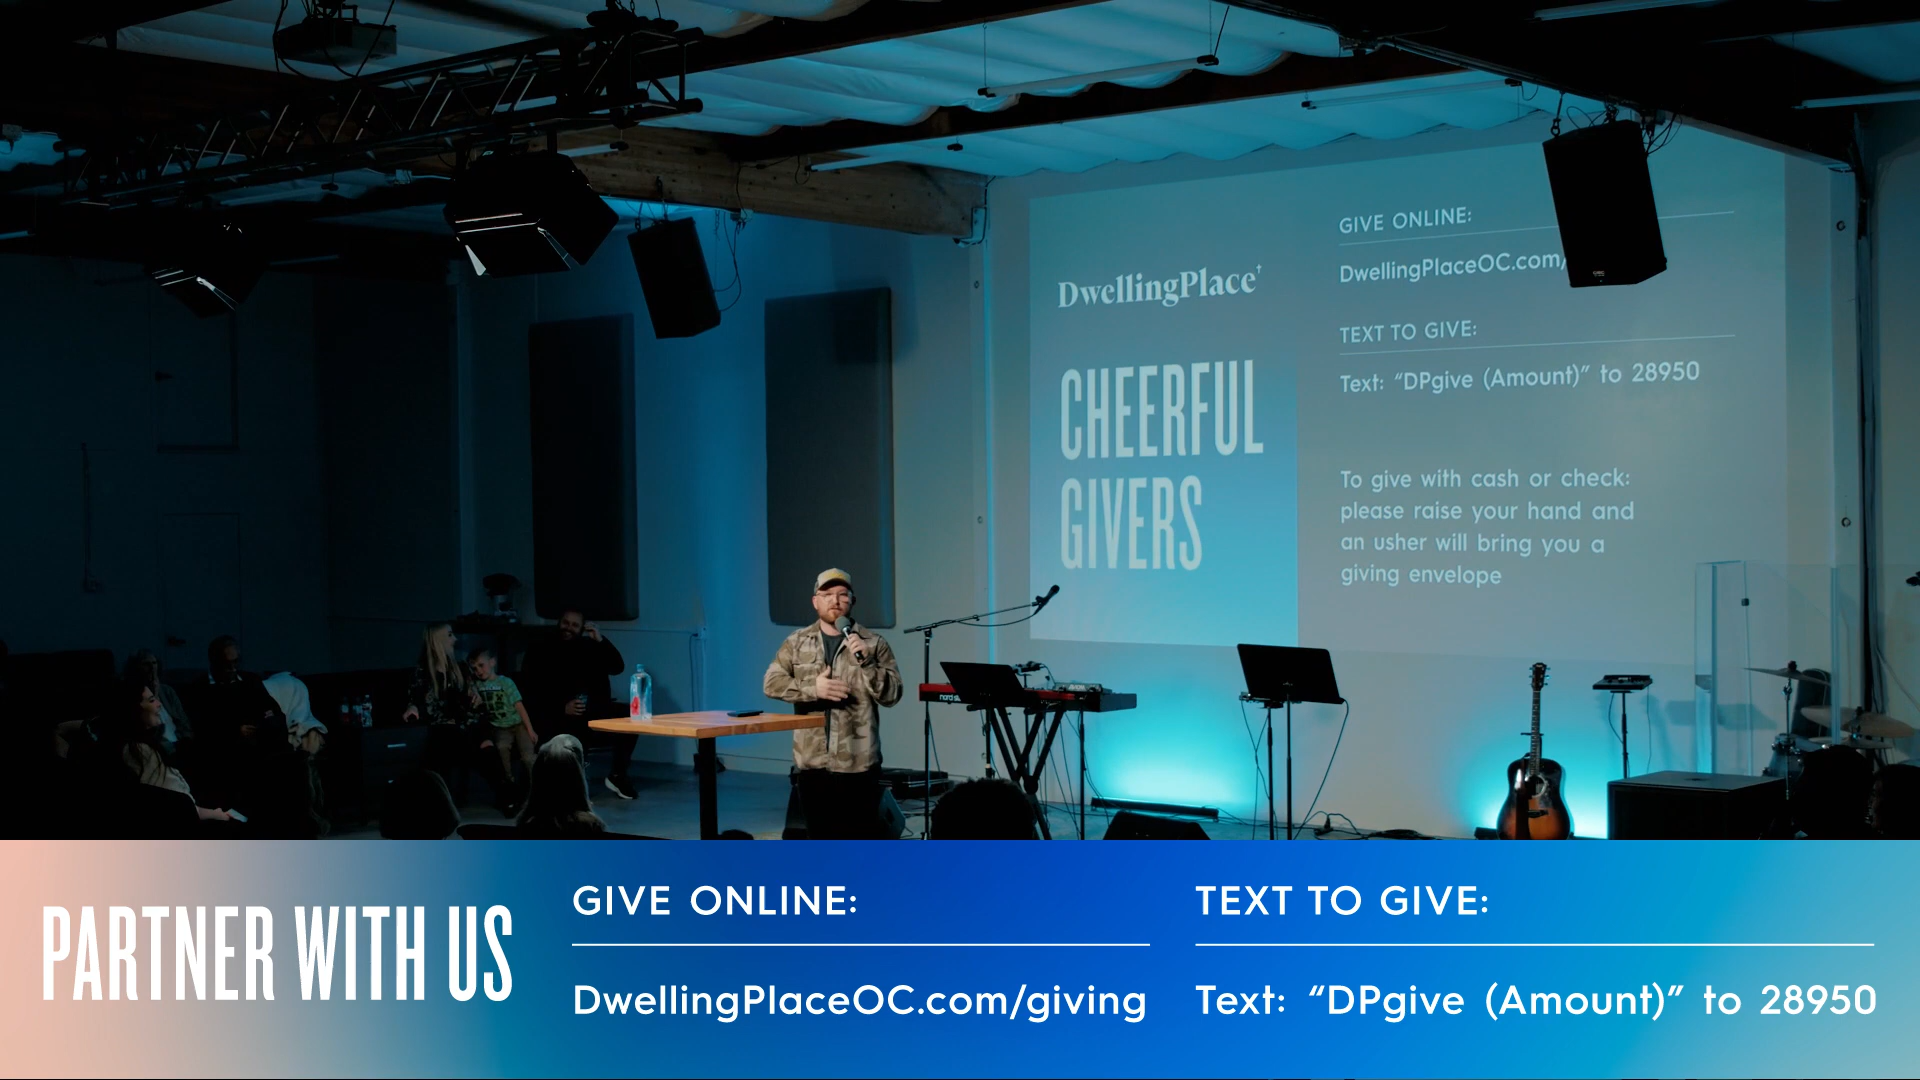 DwellingPlace†
CHEERFUL
GIVERS
GIVE ONLINE:
DwellingPlaceOC.com/
TEXT TO GIVE:
Text: “DPgive (Amount)” to 28950
To give with cash or check:
please raise your hand and
an usher will bring you a
giving envelope
PARTNER WITH US
GIVE ONLINE:
DwellingPlaceOC.com/giving
TEXT TO GIVE:
Text: “DPgive (Amount)” to 28950